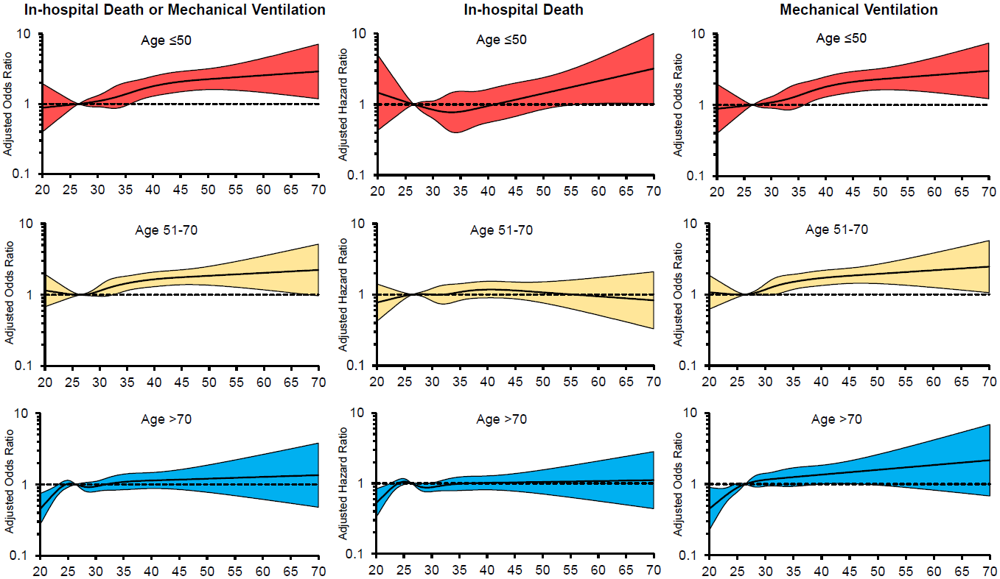 In-hospital Death or Mechanical Ventilation
In-hospital Death
Mechanical Ventilation
Age ≤50
Adjusted Odds Ratio
10
1
0.1
20 25 30 35 40 45 50 55 60 65 70
Age ≤50
Adjusted Hazard Ratio
10
1
0.1
20 25 30 35 40 45 50 55 60 65 70
Age ≤50
Adjusted Odds Ratio
10
1
0.1
20 25 30 35 40 45 50 55 60 65 70
Age 51-70
Adjusted Odds Ratio
10
1
0.1
20 25 30 35 40 45 50 55 60 65 70
Age 51-70
Adjusted Hazard Ratio
10
1
0.1
20 25 30 35 40 45 50 55 60 65 70
Age 51-70
Adjusted Odds Ratio
10
1
0.1
20 25 30 35 40 45 50 55 60 65 70
Age >70
Adjusted Odds Ratio
10
1
0.1
20 25 30 35 40 45 50 55 60 65 70
Age >70
Adjusted Hazard Ratio
10
1
0.1
20 25 30 35 40 45 50 55 60 65 70
Age >70
Adjusted Odds Ratio
10
1
0.1
20 25 30 35 40 45 50 55 60 65 70